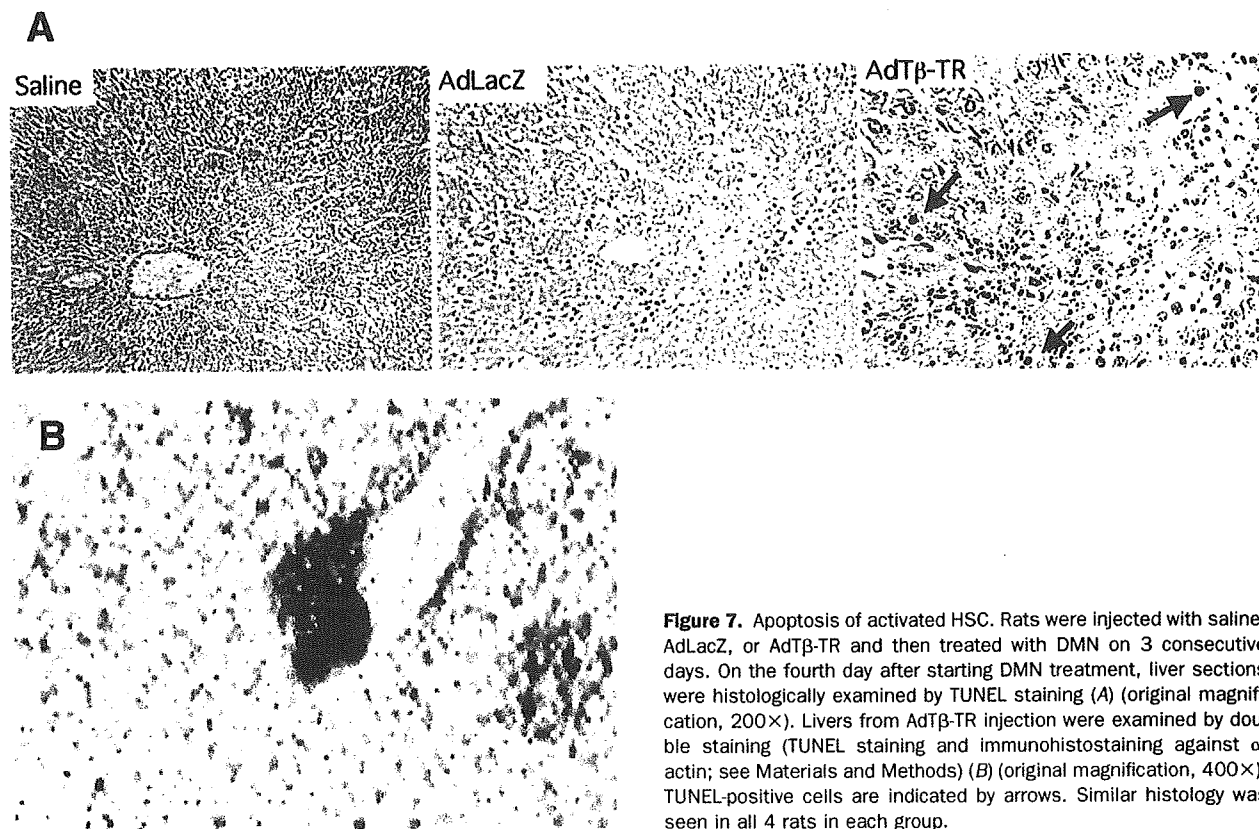 A
Saline
AdLacZ
AdTβ-TR
B
Figure 7. Apoptosis of activated HSC. Rats were injected with saline
AdLacZ, or AdTβ-TR and then treated with DMN on 3 consecutive
days. On the fourth day after starting DMN treatment, liver sections
were histologically examined by TUNEL staining (A) (original magnifi-
cation, 200×). Livers from AdTβ-TR injection were examined by dou-
ble staining (TUNEL staining and immunohistostaining against
actin; see Materials and Methods) (B) (original magnification, 400×)
TUNEL-positive cells are indicated by arrows. Similar histology was
seen in all 4 rats in each group.